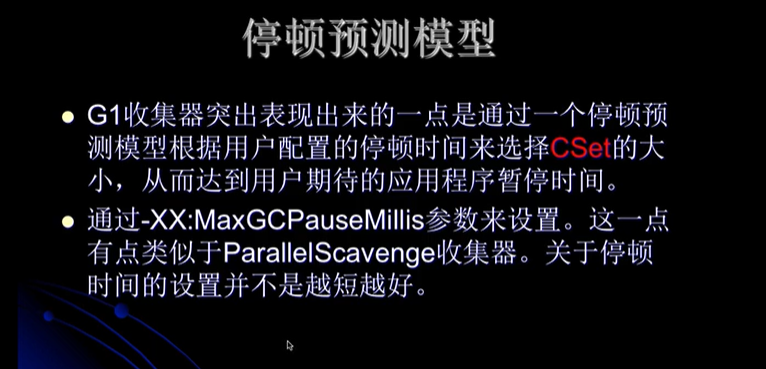 停顿预测模型
G1收集器突出表现出来的一点是通过一个停顿预
测模型根据用户配置的停顿时间来选择CSet的大
小，从而达到用户期待的应用程序暂停时间。
通过-XX:MaxGCPauseMillis参数来设置。这一点
有点类似于ParallelScavenge收集器。关于停顿
时间的设置并不是越短越好。